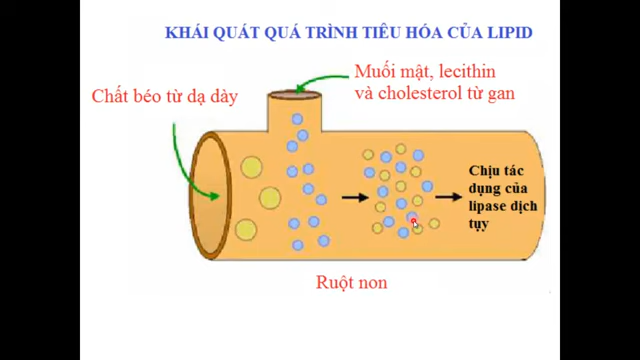 KHÁI QUÁT QUÁ TRÌNH TIÊU HÓA CỦA LIPID
Muối mật, lecithin
và cholesterol từ gan
Chất béo từ dạ dày
Chịu tác
dụng của
lipase dịch
tụy
Ruột non